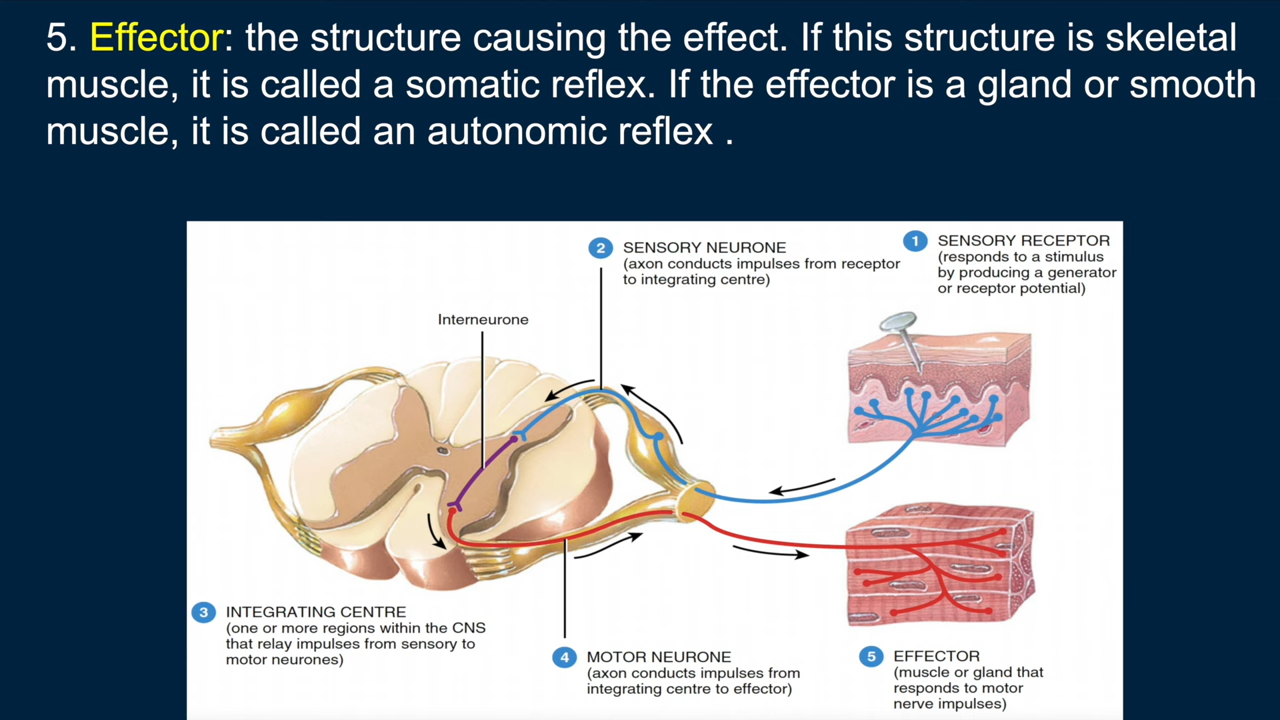 5. Effector: the structure causing the effect. If this structure is skeletal
muscle, it is called a somatic reflex. If the effector is a gland or smooth
muscle, it is called an autonomic reflex .
1 SENSORY RECEPTOR
(responds to a stimulus
by producing a generator
or receptor potential)
2 SENSORY NEURONE
(axon conducts impulses from receptor
to integrating centre)
Interneurone
3 INTEGRATING CENTRE
(one or more regions within the CNS
that relay impulses from sensory to
motor neurones)
4 MOTOR NEURONE
(axon conducts impulses from
integrating centre to effector)
5 EFFECTOR
(muscle or gland that
responds to motor
nerve impulses)